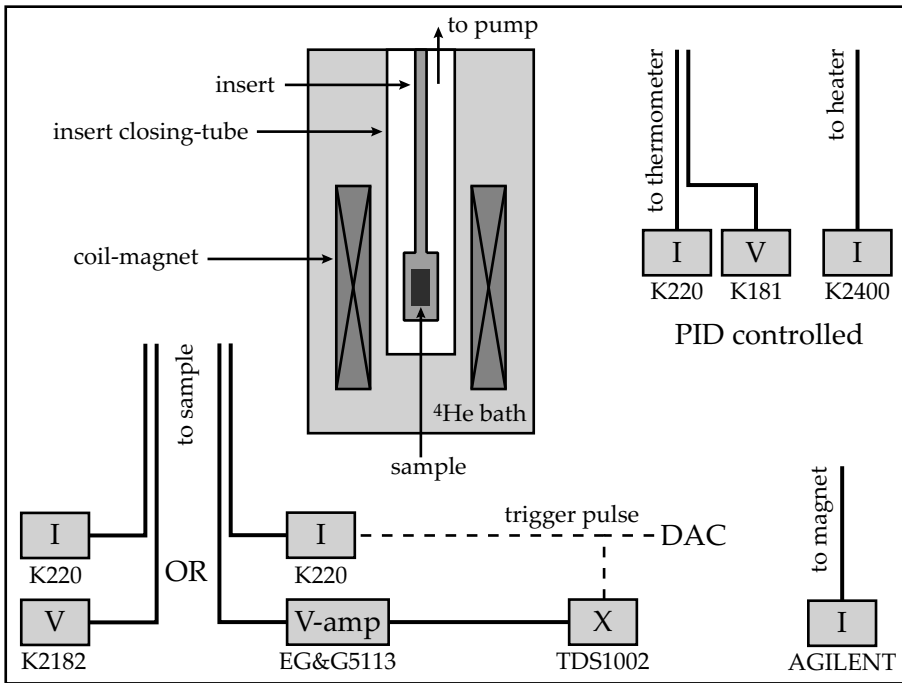 to pump
insert
insert closing-tube
coil-magnet
⁴He bath
sample
to thermometer
to heater
I
V
I
K220
K181
K2400
PID controlled
to sample
I
K220
OR
V
K2182
I
K220
trigger pulse
DAC
V-amp
EG&G5113
X
TDS1002
to magnet
I
AGILENT